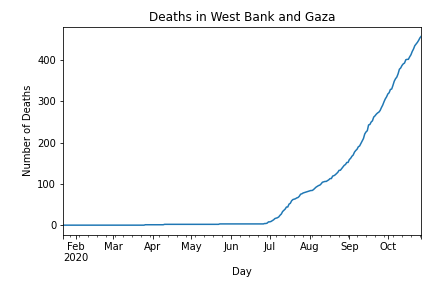 Deaths in West Bank and Gaza
Number of Deaths
400
300
200
100
0
Feb Mar Apr May Jun Jul Aug Sep Oct
2020
Day